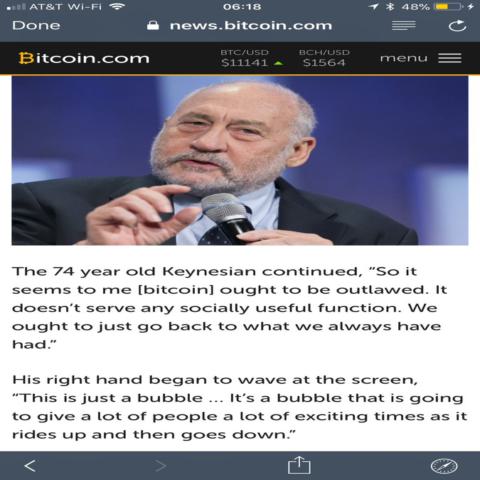 AT&T Wi-Fi 06:18 48%
Done news.bitcoin.com
Bitcoin.com BTC/USD BCH/USD menu
$11141 $1564
The 74 year old Keynesian continued, “So it
seems to me [bitcoin] ought to be outlawed. It
doesn’t serve any socially useful function. We
ought to just go back to what we always have
had.”
His right hand began to wave at the screen,
“This is just a bubble ... It’s a bubble that is going
to give a lot of people a lot of exciting times as it
rides up and then goes down.”